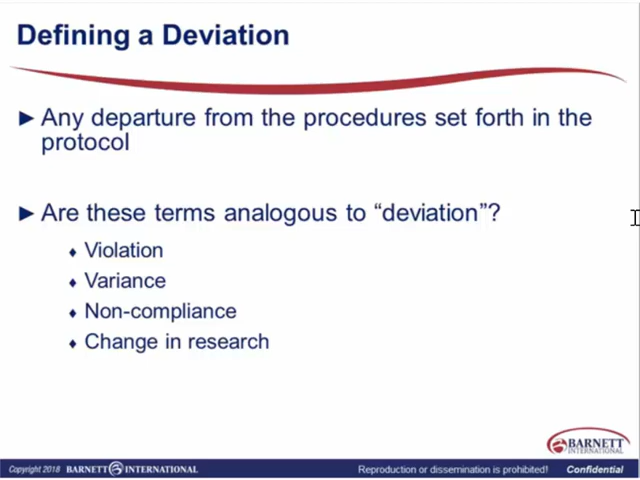 Defining a Deviation
► Any departure from the procedures set forth in the
protocol
► Are these terms analogous to “deviation”?
♦ Violation
♦ Variance
♦ Non-compliance
♦ Change in research
BARNETT
INTERNATIONAL
Copyright 2018 BARNETT INTERNATIONAL Reproduction or dissemination is prohibited! Confidential